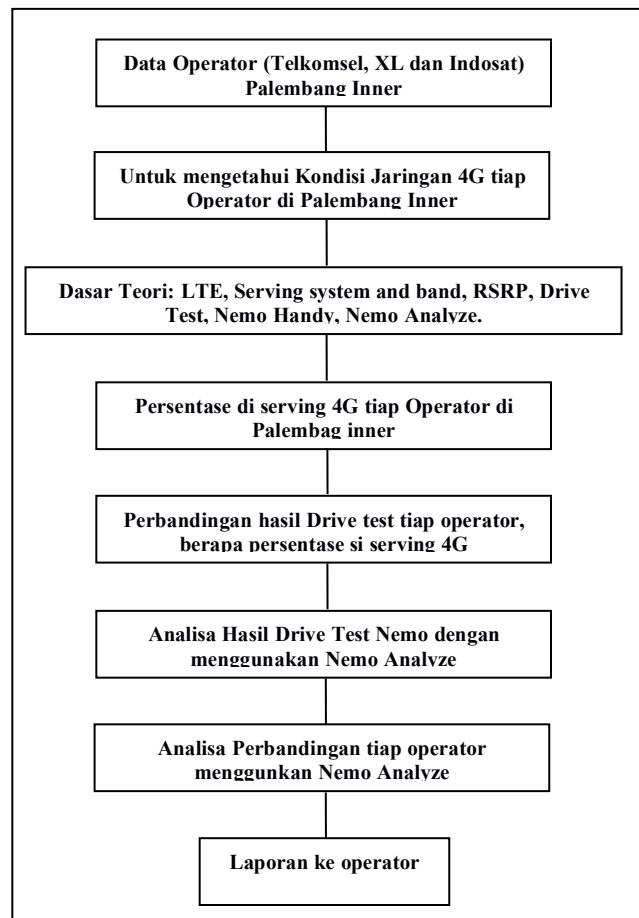 Data Operator (Telkomsel, XL dan Indosat)
Palembang Inner
Untuk mengetahui Kondisi Jaringan 4G tiap
Operator di Palembang Inner
Dasar Teori: LTE, Serving system and band, RSRP, Drive
Test, Nemo Handy, Nemo Analyze.
Persentase di serving 4G tiap Operator di
Palembag inner
Perbandingan hasil Drive test tiap operator,
berapa persentase si serving 4G
Analisa Hasil Drive Test Nemo dengan
menggunakan Nemo Analyze
Analisa Perbandingan tiap operator
menggunkan Nemo Analyze
Laporan ke operator